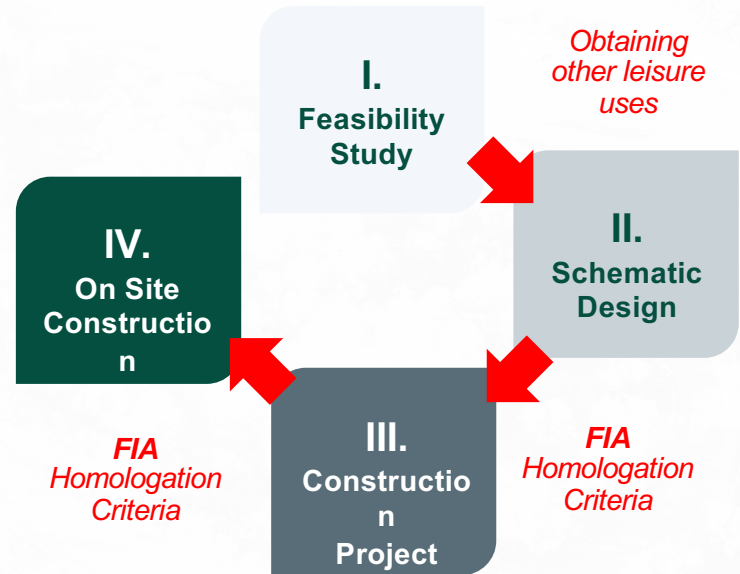 I.
Feasibility
Study
Obtaining
other leisure
uses
II.
Schematic
Design
IV.
On Site
Constructio
n
III.
Constructio
n
Project
FIA
Homologation
Criteria
FIA
Homologation
Criteria